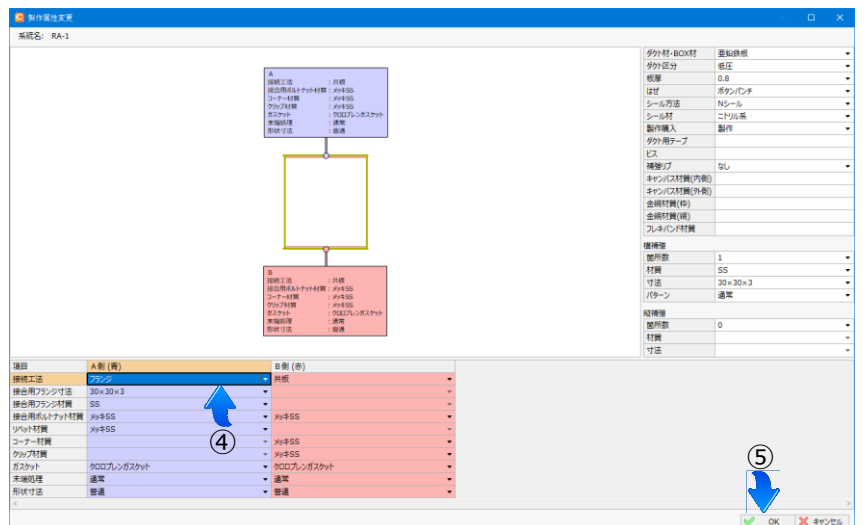 製作属性変更
系統名: RA-1
A
接続工法 : 共板
接合用ボルトナット材質 : メッキSS
コーナー材質 : メッキSS
クリップ材質 : メッキSS
ガスケット : クロロプレンガスケット
末端処理 : 通常
形状寸法 : 普通
B
接続工法 : 共板
接合用ボルトナット材質 : メッキSS
コーナー材質 : メッキSS
クリップ材質 : メッキSS
ガスケット : クロロプレンガスケット
末端処理 : 通常
形状寸法 : 普通
ダクト材・BOX材 亜鉛鉄板
ダクト区分 低圧
板厚 0.8
はぜ ボタンパンチ
シール方法 Nシール
シール材 ニトリル系
製作購入 製作
ダクト用テープ
ビス
補強リブ なし
キャンバス材質(内側)
キャンバス材質(外側)
金網材質(枠)
金網材質(網)
フレキバンド材質
横補強
箇所数 1
材質 SS
寸法 30×30×3
パターン 通常
縦補強
箇所数 0
材質
寸法
項目 A側 (青) B側 (赤)
接続工法 フランジ 共板
接合用フランジ寸法 30×30×3
接合用フランジ材質 SS
接合用ボルトナット材質 メッキSS メッキSS
リベット材質 メッキSS
コーナー材質 メッキSS
クリップ材質 メッキSS
ガスケット クロロプレンガスケット クロロプレンガスケット
末端処理 通常 通常
形状寸法 普通 普通
④
⑤
OK キャンセル